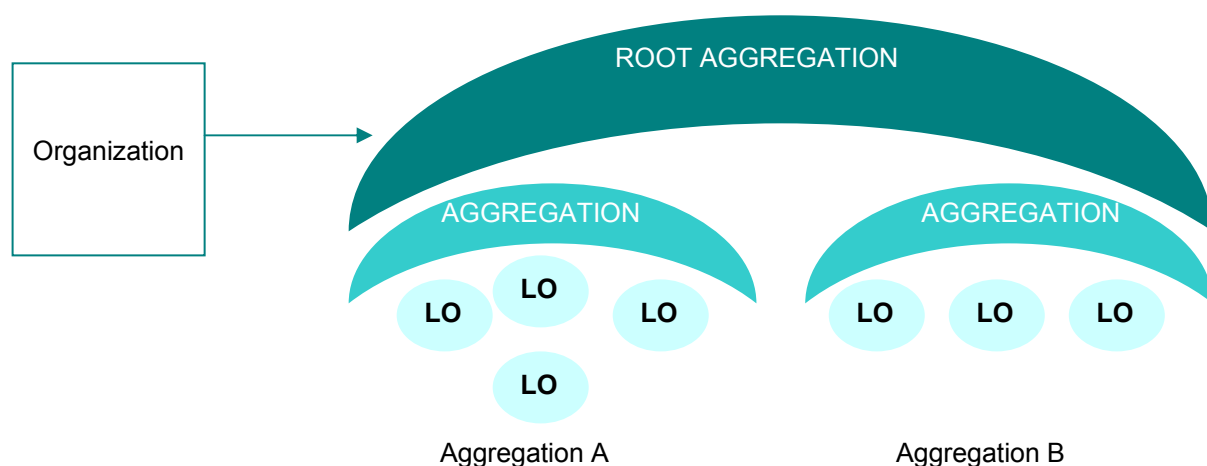 ROOT AGGREGATION
Organization
AGGREGATION
AGGREGATION
LO
LO
LO
LO
LO
LO
LO
Aggregation A
Aggregation B